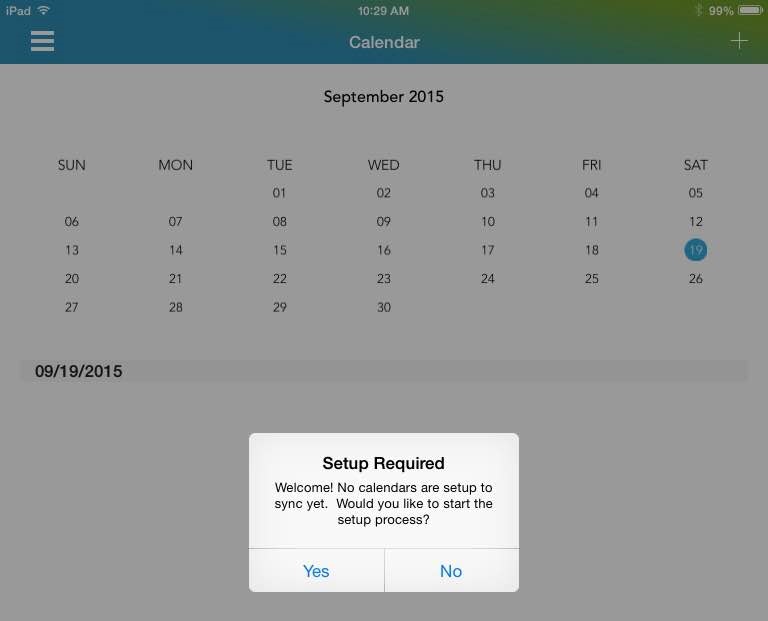 iPad 10:29 AM 99%
Calendar
September 2015
SUN MON TUE WED THU FRI SAT
01 02 03 04 05
06 07 08 09 10 11 12
13 14 15 16 17 18 19
20 21 22 23 24 25 26
27 28 29 30
09/19/2015
Setup Required
Welcome! No calendars are setup to
sync yet.  Would you like to start the
setup process?
Yes No